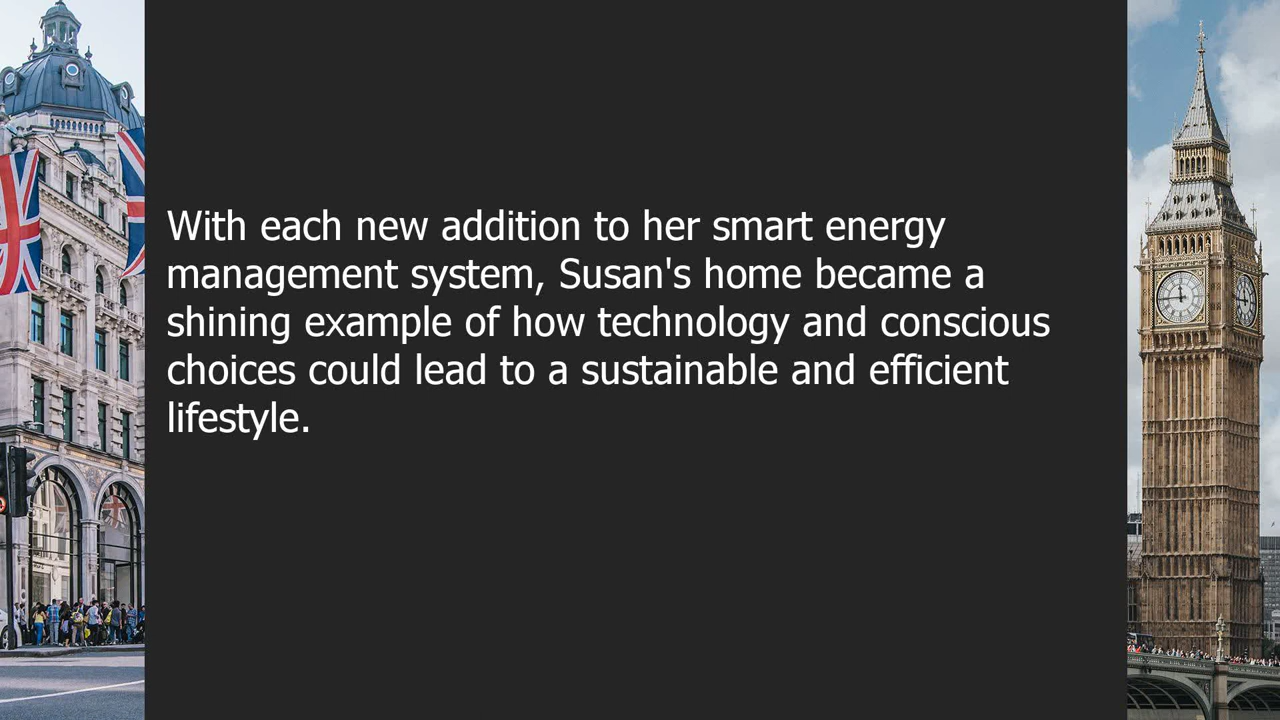 With each new addition to her smart energy
management system, Susan's home became a
shining example of how technology and conscious
choices could lead to a sustainable and efficient
lifestyle.